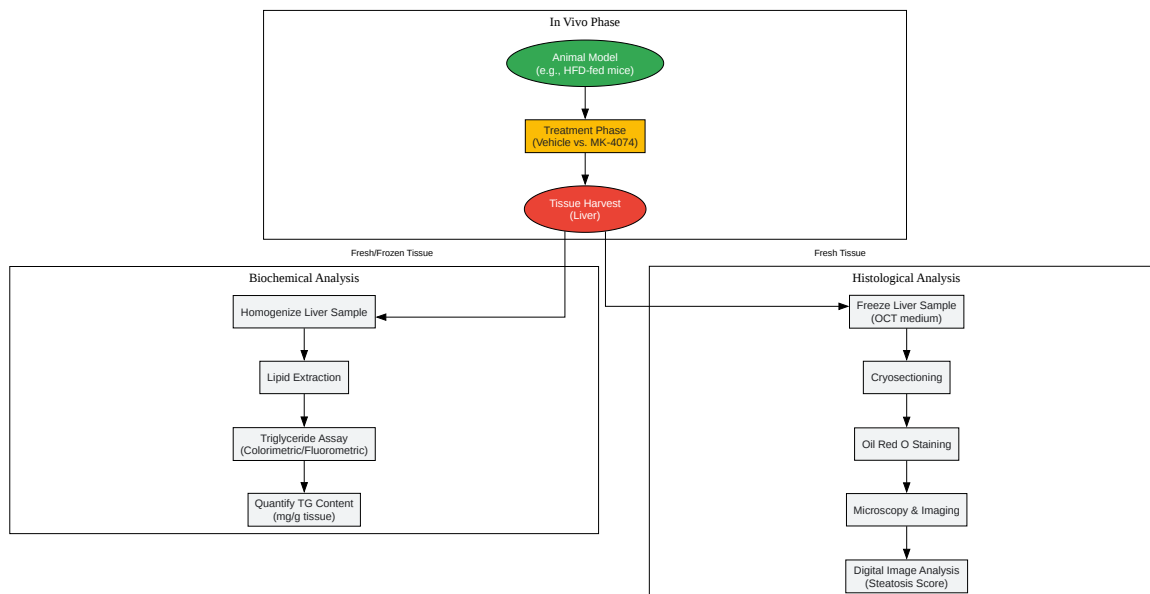 In Vivo Phase
Animal Model
(e.g., HFD-fed mice)
Treatment Phase
(Vehicle vs. MK-4074)
Tissue Harvest
(Liver)
Fresh/Frozen Tissue
Fresh Tissue
Biochemical Analysis
Homogenize Liver Sample
Lipid Extraction
Triglyceride Assay
(Colorimetric/Fluorometric)
Quantify TG Content
(mg/g tissue)
Histological Analysis
Freeze Liver Sample
(OCT medium)
Cryosectioning
Oil Red O Staining
Microscopy & Imaging
Digital Image Analysis
(Steatosis Score)